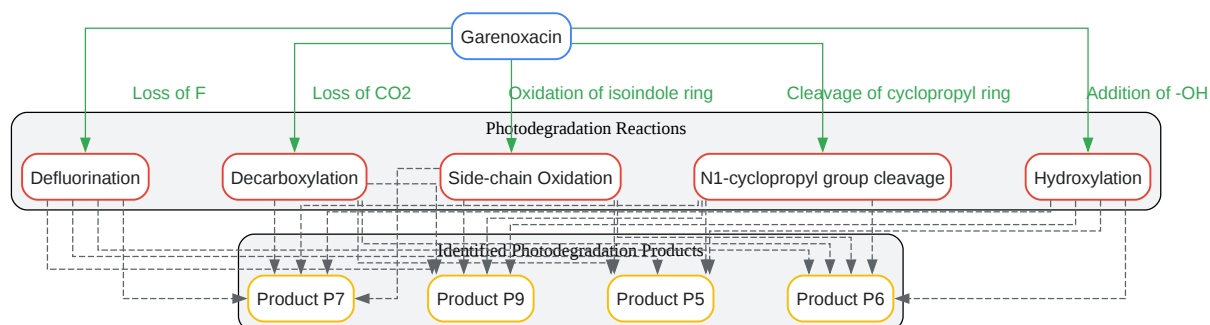 Garenoxacin
Loss of F
Loss of CO2
Oxidation of isoindole ring
Cleavage of cyclopropyl ring
Addition of -OH
Photodegradation Reactions
Defluorination
Decarboxylation
Side-chain Oxidation
N1-cyclopropyl group cleavage
Hydroxylation
Identified Photodegradation Products
Product P7
Product P9
Product P5
Product P6